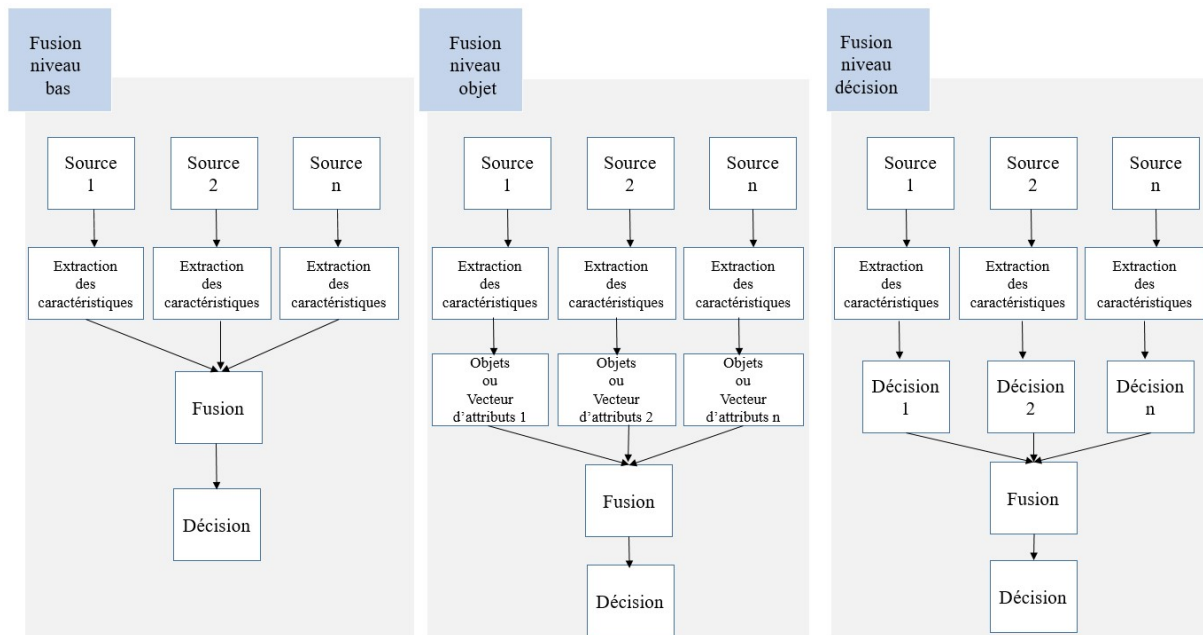 Fusion
niveau
bas
Source
1
Source
2
Source
n
Extraction
des
caractéristiques
Extraction
des
caractéristiques
Extraction
des
caractéristiques
Fusion
Décision
Fusion
niveau
objet
Source
1
Source
2
Source
n
Extraction
des
caractéristiques
Extraction
des
caractéristiques
Extraction
des
caractéristiques
Objets
ou
Vecteur
d’attributs 1
Objets
ou
Vecteur
d’attributs 2
Objets
ou
Vecteur
d’attributs n
Fusion
Décision
Fusion
niveau
décision
Source
1
Source
2
Source
n
Extraction
des
caractéristiques
Extraction
des
caractéristiques
Extraction
des
caractéristiques
Décision
1
Décision
2
Décision
n
Fusion
Décision